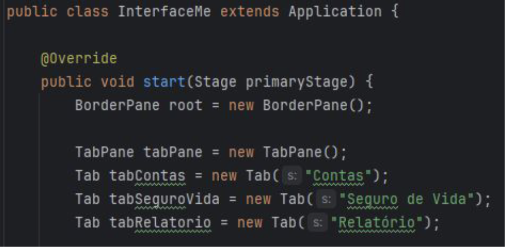 public class InterfaceMe extends Application {
@Override
public void start(Stage primaryStage) {
BorderPane root = new BorderPane();
TabPane tabPane = new TabPane();
Tab tabContas = new Tab( s: "Contas");
Tab tabSeguroVida = new Tab( s: "Seguro de Vida");
Tab tabRelatorio = new Tab( s: "Relatório");